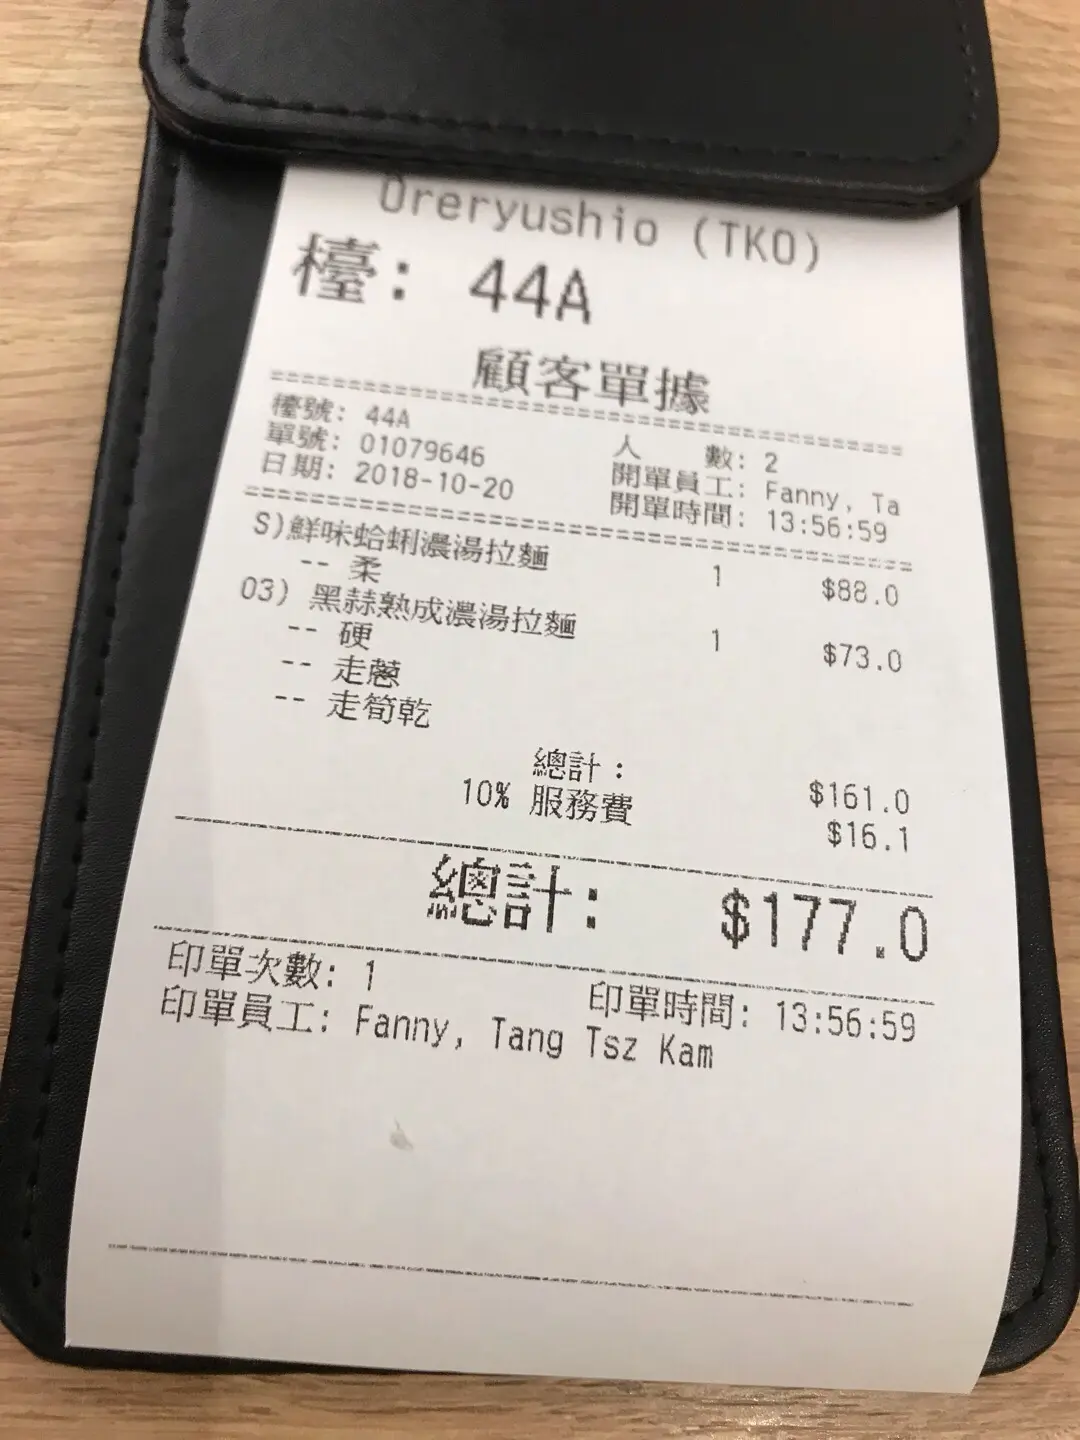 Oreryushio (TKO)
檯: 44A
顧客單據
檯號: 44A 人 數: 2
單號: 01079646 開單員工: Fanny, Ta
日期: 2018-10-20 開單時間: 13:56:59
S)鮮味蛤蜊濃湯拉麵 1 $88.0
-- 柔
03) 黑蒜熟成濃湯拉麵 1 $73.0
-- 硬
-- 走蔥
-- 走筍乾
總計: $161.0
10% 服務費 $16.1
總計: $177.0
印單次數: 1 印單時間: 13:56:59
印單員工: Fanny, Tang Tsz Kam